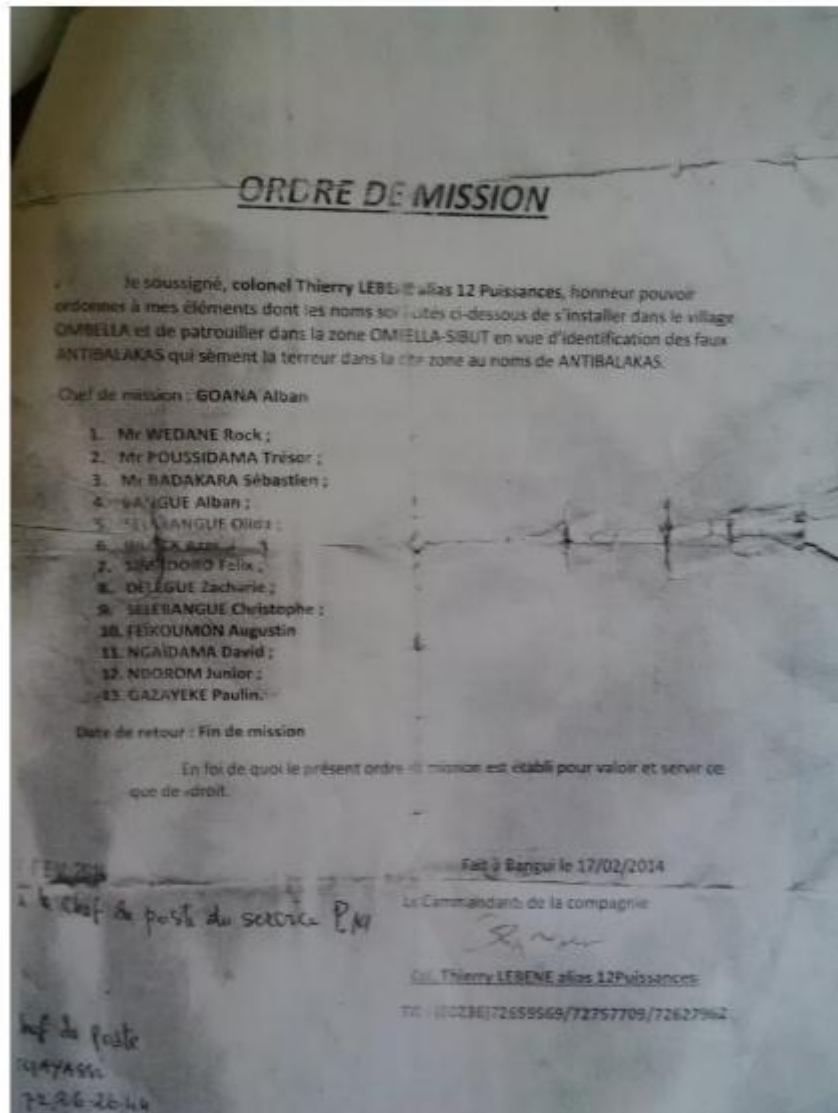 ORDRE DE MISSION
Je soussigné, colonel Thierry LEBENE alias 12 Puissances, honneur pouvoir
ordonnes à mes éléments dont les noms sont cités ci-dessous de s'installer dans le village
OMBELLA et de patrouiller dans la zone OMBELLA-SIBUT en vue d'identification des faux
ANTIBALAKAS qui sèment la terreur dans la dite zone au noms de ANTIBALAKAS.
Chef de mission : GOANA Alban
1. Mr WEDANE Rock ;
2. Mr POUSSIDAMA Trésor ;
3. Mr BADAKARA Sébastien ;
4. Alban ;
5.
6.
7. Felix ;
8. DELEGUE Zacharie ;
9. SELEBANGUE Christophe ;
10. FEIKOUMON Augustin
11. NGAIDAMA David ;
12. NDOROM Junior ;
13. GAZAYEKE Paulin.
Date de retour : Fin de mission
En foi de quoi le présent ordre de mission est établi pour valoir et servir ce
que de droit.
Fait à Bangui le 17/02/2014
Le Commandant de la compagnie
Col. Thierry LEBENE alias 12Puissances
(00236)72659569/72757709/72627962
le Chef de poste du service
Chef de poste